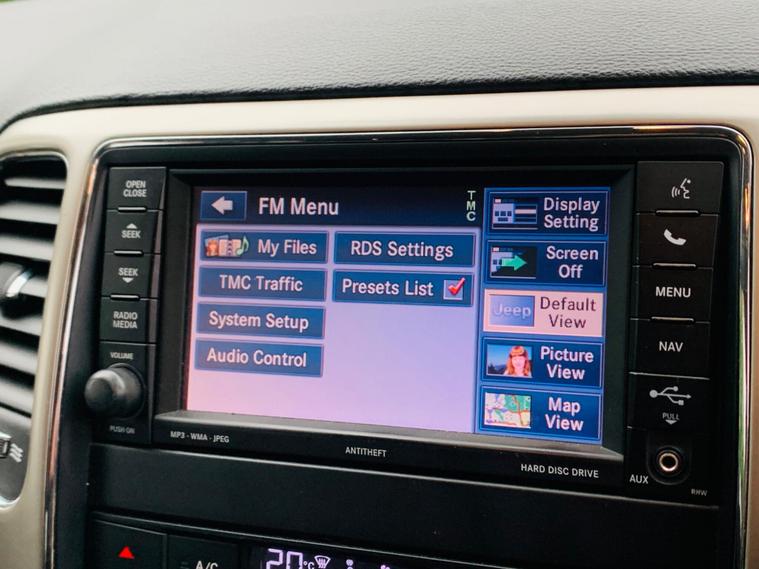 OPEN
CLOSE
SEEK
SEEK
RADIO
MEDIA
VOLUME
PUSH ON
FM Menu
TMC
My Files
RDS Settings
TMC Traffic
Presets List
System Setup
Audio Control
Display
Setting
Screen
Off
Jeep
Default
View
Picture
View
Map
View
MENU
NAV
PULL
MP3 - WMA - JPEG
ANTITHEFT
HARD DISC DRIVE
AUX
RHW
A/C
20°C